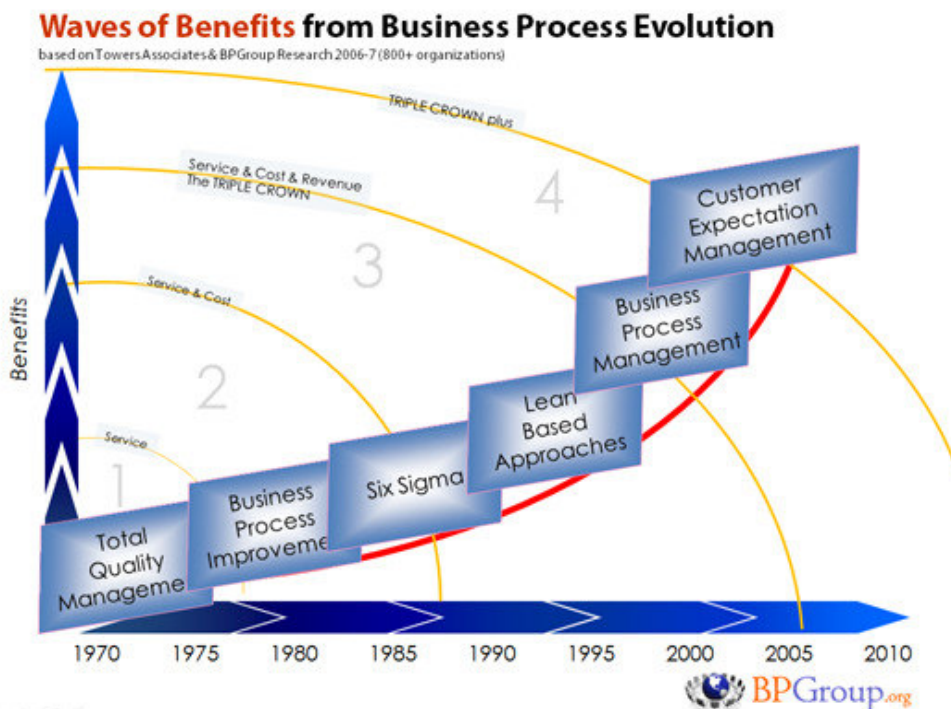 Waves of Benefits from Business Process Evolution
based on Towers Associates & BPGroup Research 2006-7 (800+ organizations)
TRIPLE CROWN plus
Service & Cost & Revenue
The TRIPLE CROWN
4
Customer
Expectation
Management
3
Service & Cost
Business
Process
Management
Benefits
2
Lean
Based
Approaches
Service
1
Six Sigma
Business
Process
Improveme
Total
Quality
Manageme
1970 1975 1980 1985 1990 1995 2000 2005 2010
BPGroup.org